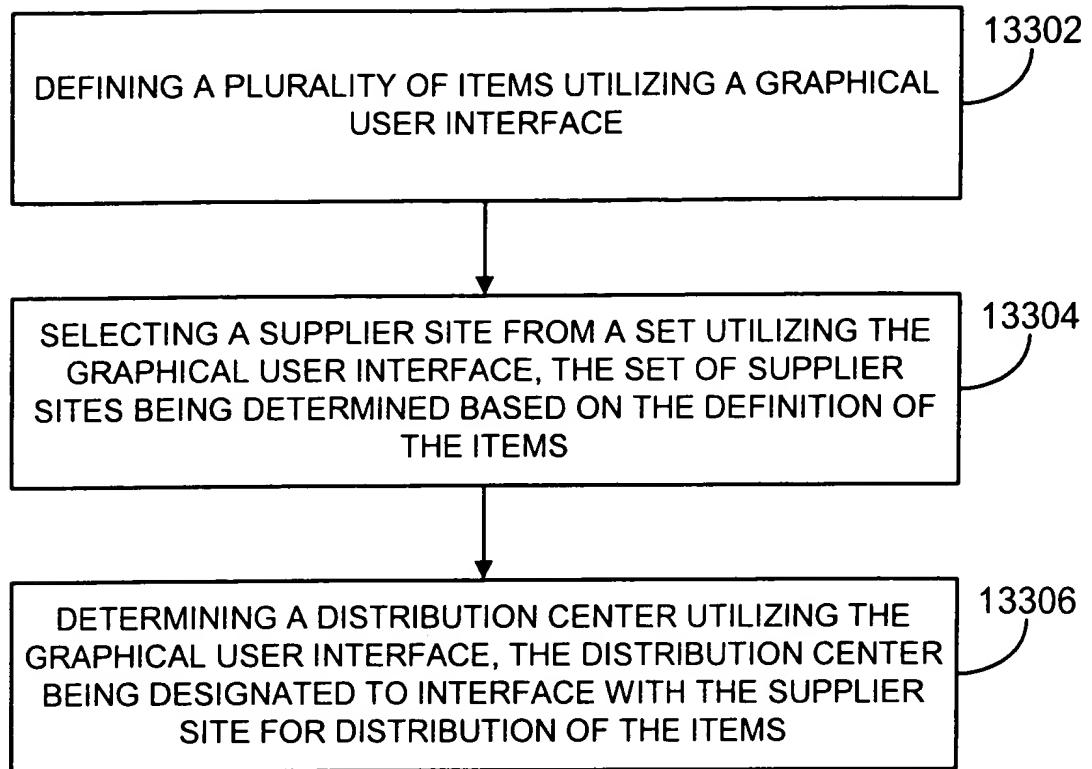 13302
DEFINING A PLURALITY OF ITEMS UTILIZING A GRAPHICAL
USER INTERFACE
13304
SELECTING A SUPPLIER SITE FROM A SET UTILIZING THE
GRAPHICAL USER INTERFACE, THE SET OF SUPPLIER
SITES BEING DETERMINED BASED ON THE DEFINITION OF
THE ITEMS
13306
DETERMINING A DISTRIBUTION CENTER UTILIZING THE
GRAPHICAL USER INTERFACE, THE DISTRIBUTION CENTER
BEING DESIGNATED TO INTERFACE WITH THE SUPPLIER
SITE FOR DISTRIBUTION OF THE ITEMS